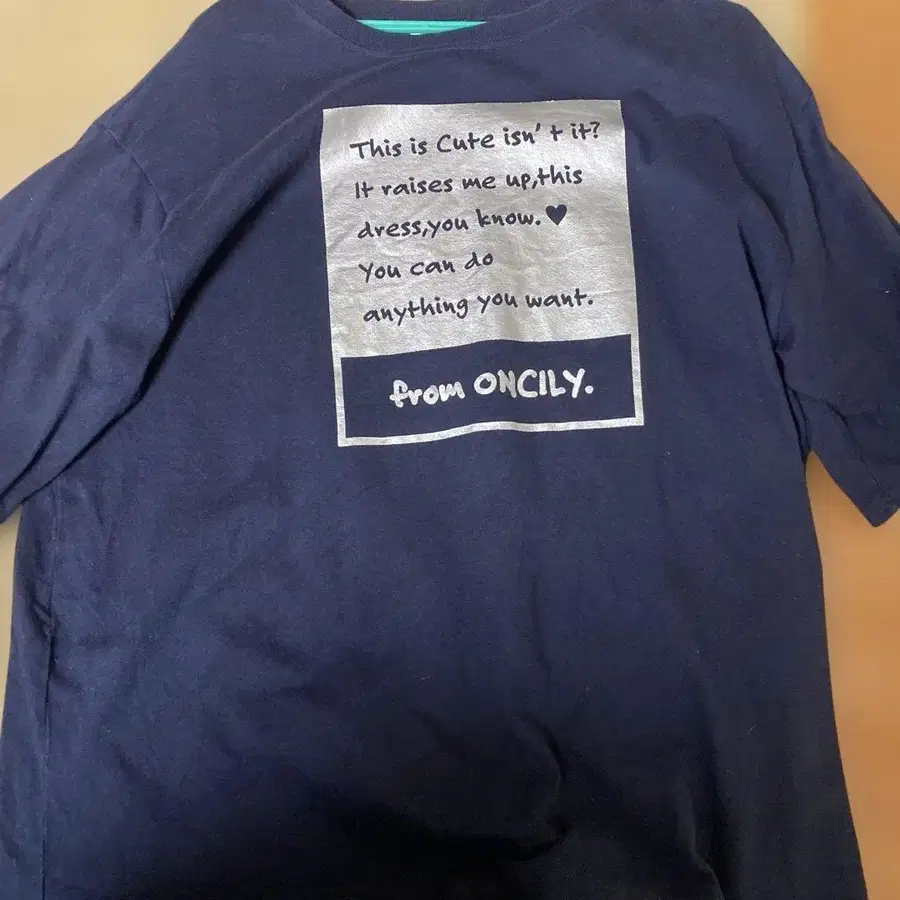 This is Cute isn't it?
It raises me up,this
dress,you know.♥
You can do
anything you want.
from ONCILY.